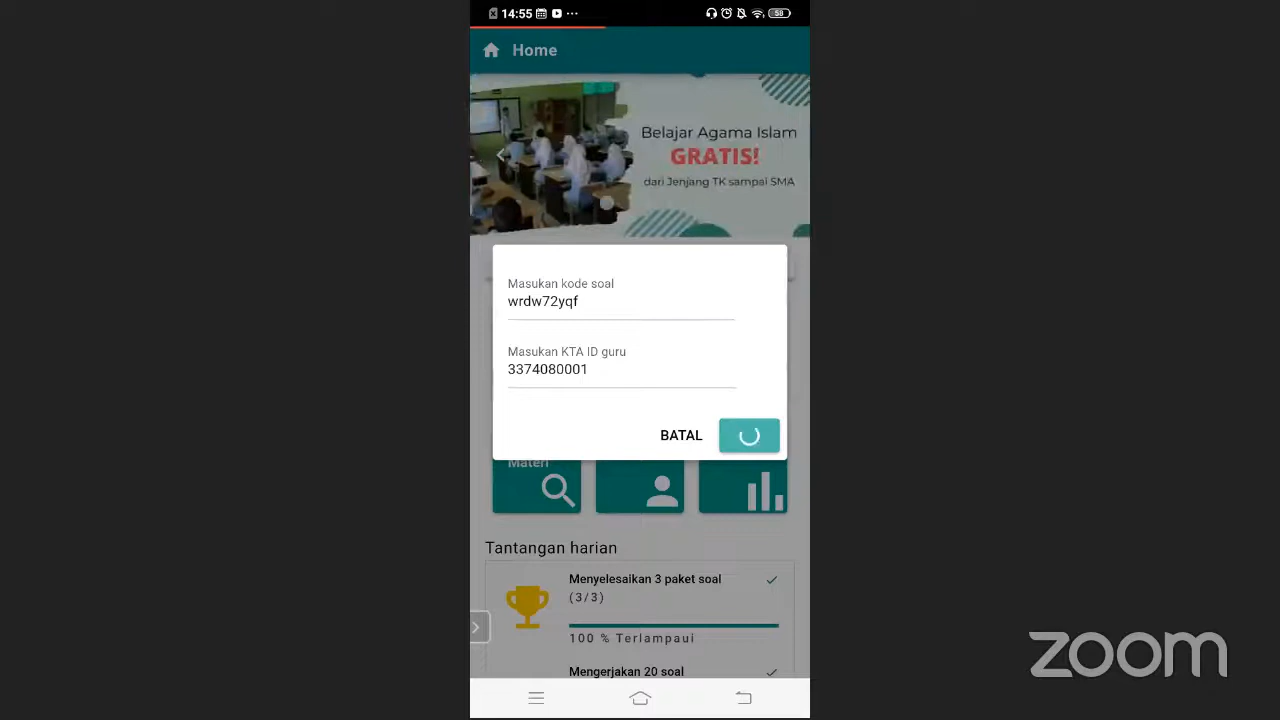 14:55
58
Home
Belajar Agama Islam
GRATIS!
dari Jenjang TK sampai SMA
Masukan kode soal
wrdw72yqf
Masukan KTA ID guru
3374080001
BATAL
Materi
Tantangan harian
Menyelesaikan 3 paket soal
(3/3)
100 % Terlampaui
Mengerjakan 20 soal
zoom